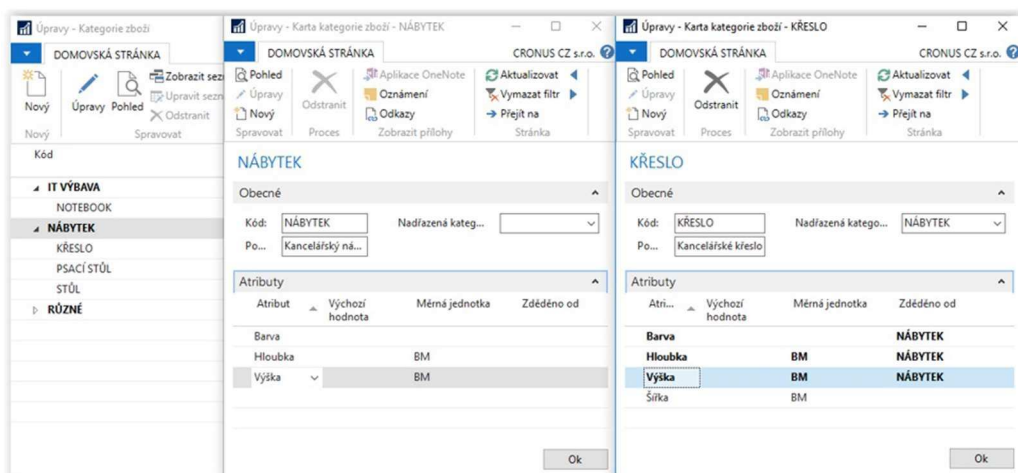 Úpravy - Kategorie zboží
DOMOVSKÁ STRÁNKA
Nový
Úpravy
Pohled
Zobrazit sez
Upravit sezn
Odstranit
Nový
Spravovat
Kód
IT VÝBAVA
NOTEBOOK
NÁBYTEK
KŘESLO
PSACÍ STŮL
STŮL
RŮZNÉ
Úpravy - Karta kategorie zboží - NÁBYTEK
DOMOVSKÁ STRÁNKA CRONUS CZ s.r.o.
Pohled
Úpravy
Nový
Odstranit
Aplikace OneNote
Oznámení
Odkazy
Aktualizovat
Vymazat filtr
Přejít na
Spravovat Proces Zobrazit přílohy Stránka
NÁBYTEK
Obecné
Kód: NÁBYTEK Nadřazená kateg...
Po... Kancelářský ná...
Atributy
Atribut Výchozí hodnota Měrná jednotka Zděděno od
Barva
Hloubka BM
Výška BM
Ok
Úpravy - Karta kategorie zboží - KŘESLO
DOMOVSKÁ STRÁNKA CRONUS CZ s.r.o.
Pohled
Úpravy
Nový
Odstranit
Aplikace OneNote
Oznámení
Odkazy
Aktualizovat
Vymazat filtr
Přejít na
Spravovat Proces Zobrazit přílohy Stránka
KŘESLO
Obecné
Kód: KŘESLO Nadřazená katego... NÁBYTEK
Po... Kancelářské křeslo
Atributy
Atri... Výchozí hodnota Měrná jednotka Zděděno od
Barva NÁBYTEK
Hloubka BM NÁBYTEK
Výška BM NÁBYTEK
Šířka BM
Ok